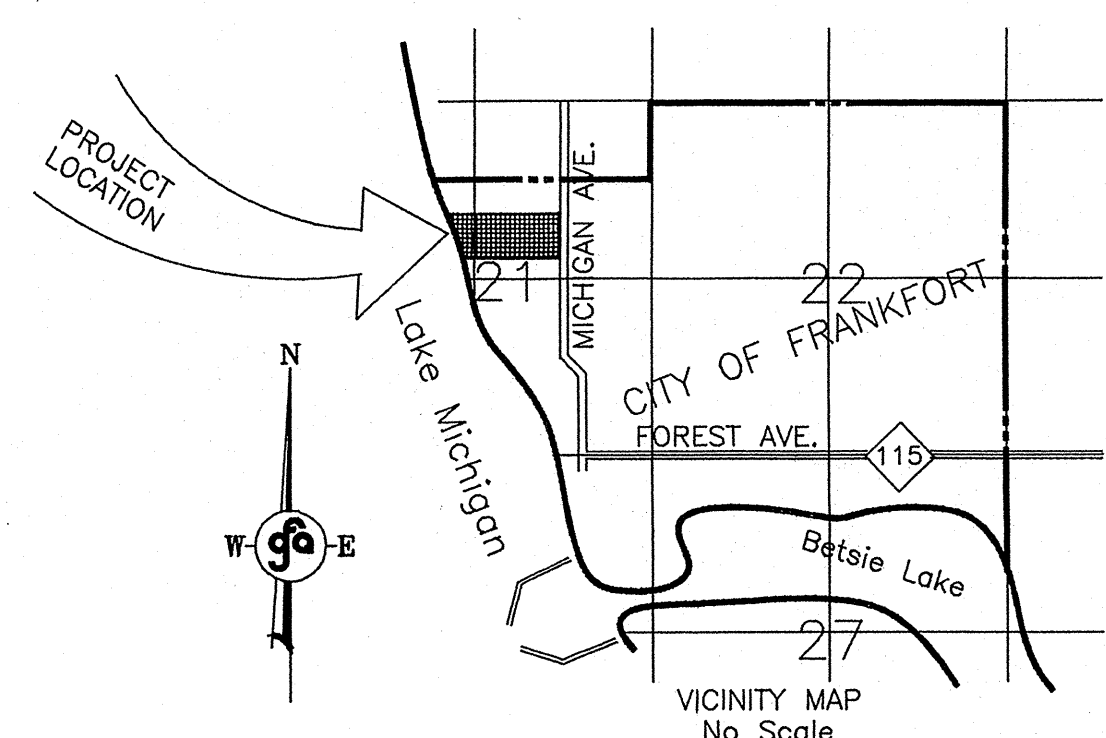 PROJECT
LOCATION
MICHIGAN AVE.
21
22
CITY OF FRANKFORT
Lake Michigan
FOREST AVE.
115
N
W
gfa
E
Betsie Lake
27
VICINITY MAP
No Scale